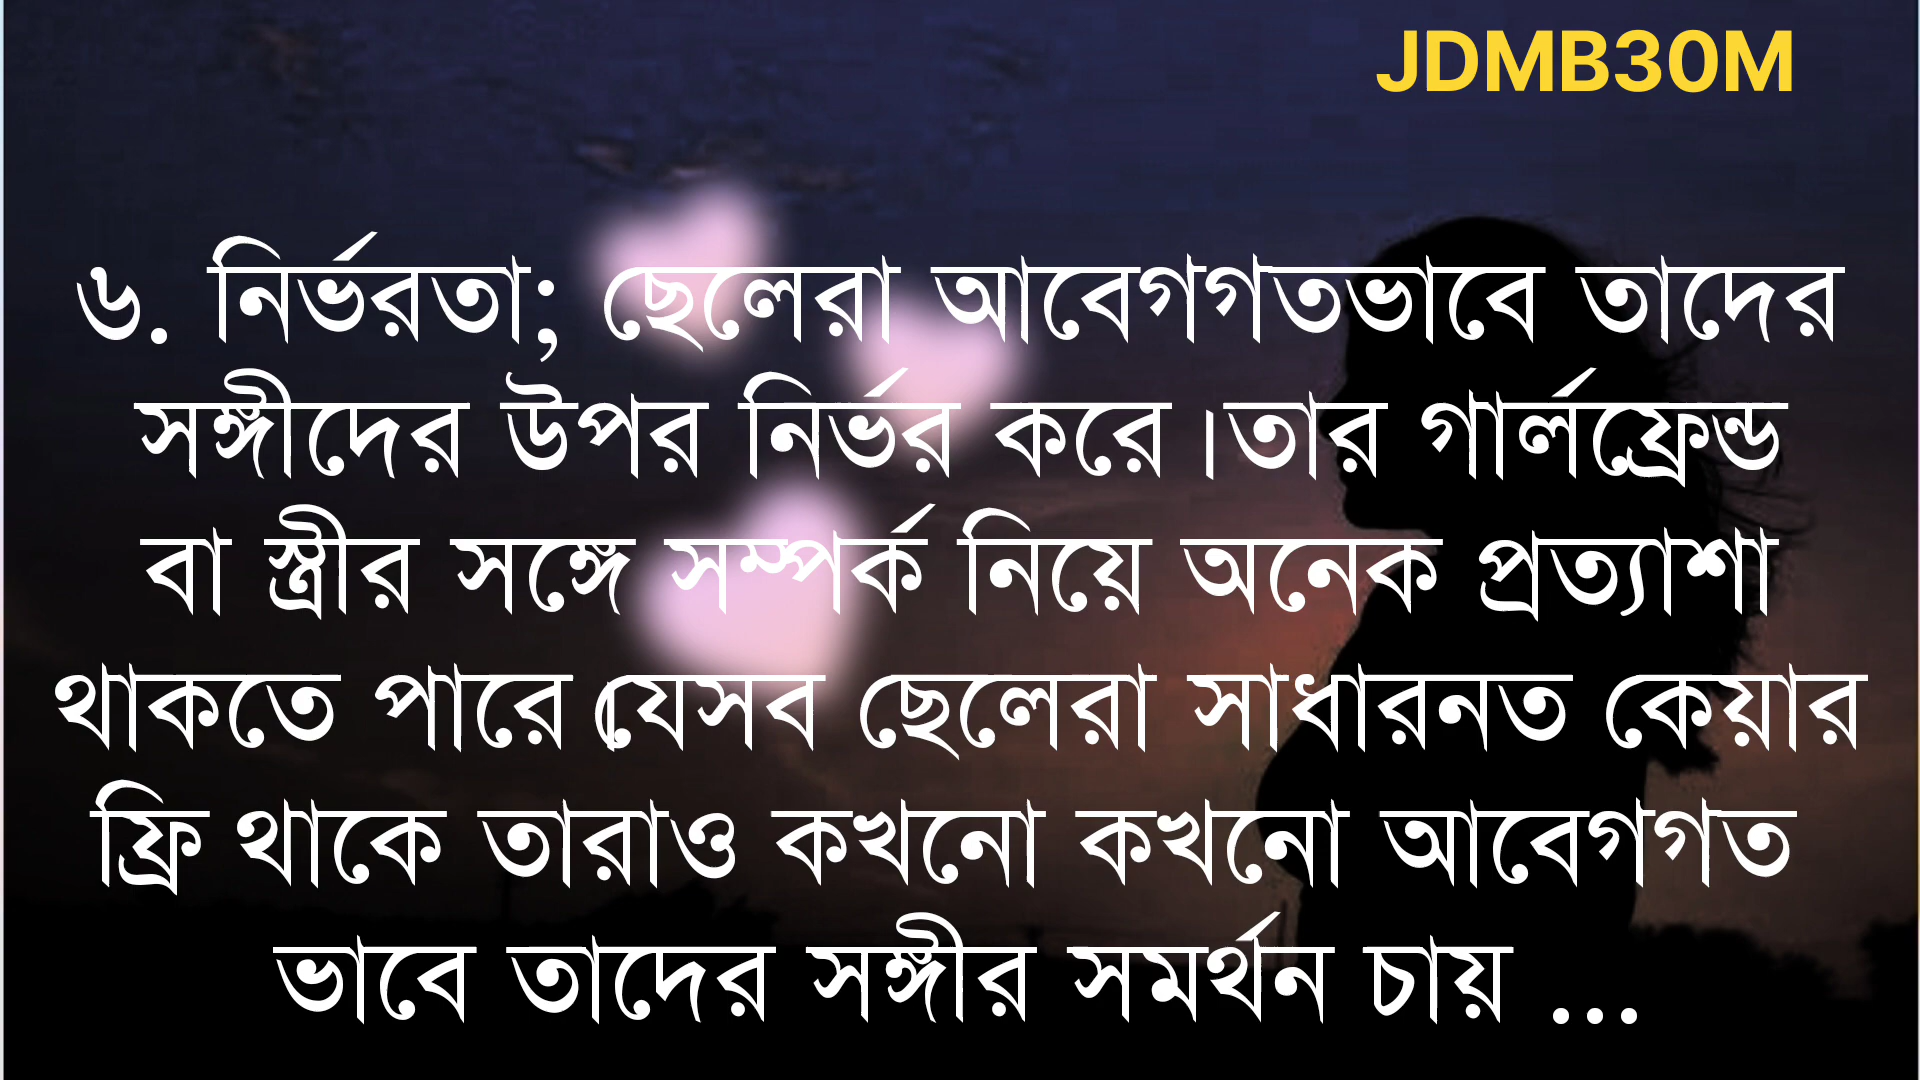 JDMB30M
৬. নির্ভরতা; ছেলেরা আবেগগতভাবে তাদের
সঙ্গীদের উপর নির্ভর করে।তার গার্লফ্রেন্ড
বা স্ত্রীর সঙ্গে সম্পর্ক নিয়ে অনেক প্রত্যাশা
থাকতে পারে।যেসব ছেলেরা সাধারনত কেয়ার
ফ্রি থাকে তারাও কখনো কখনো আবেগগত
ভাবে তাদের সঙ্গীর সমর্থন চায় ...